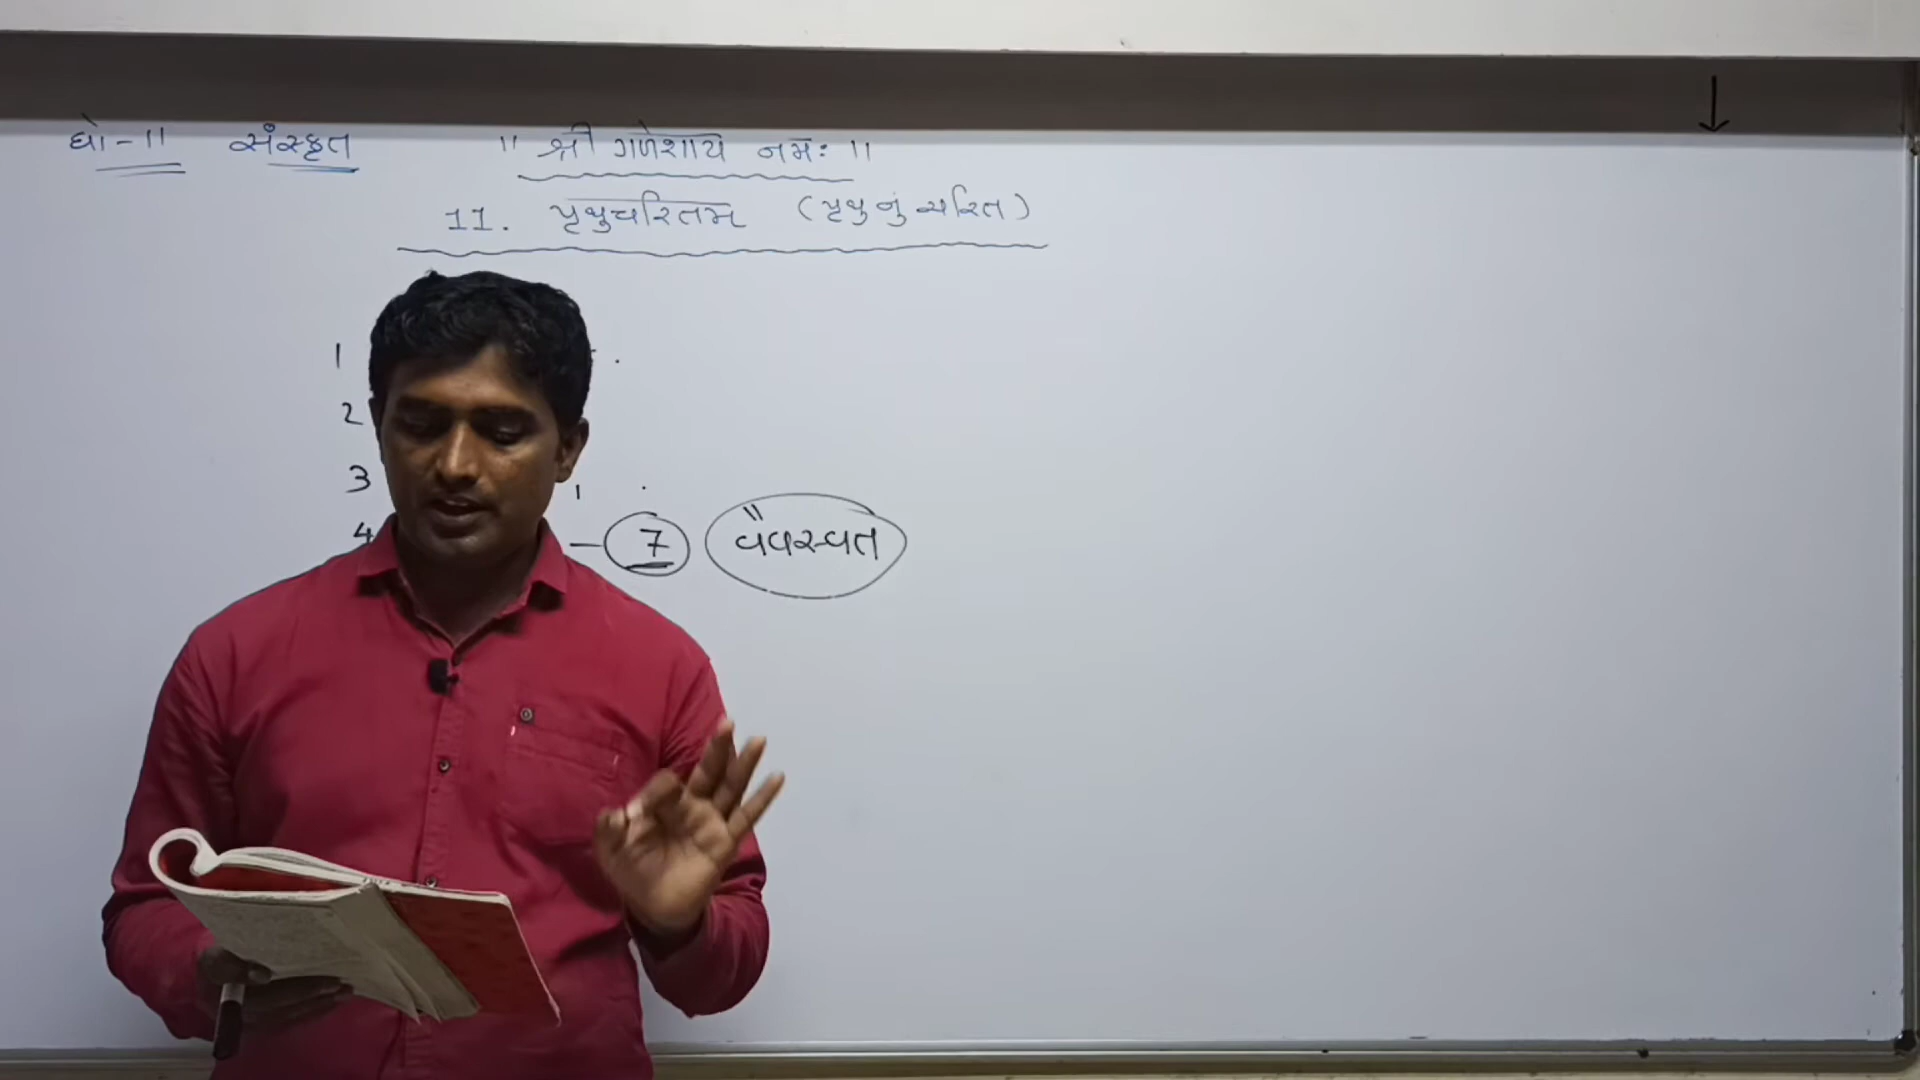 ધો-11 સંસ્કૃત "શ્રી ગણેશાય નમઃ"
11. પૃથુચરિતમ્ (પૃથુનું ચરિત)
1
2
3
4 – 7 વૈવસ્વત